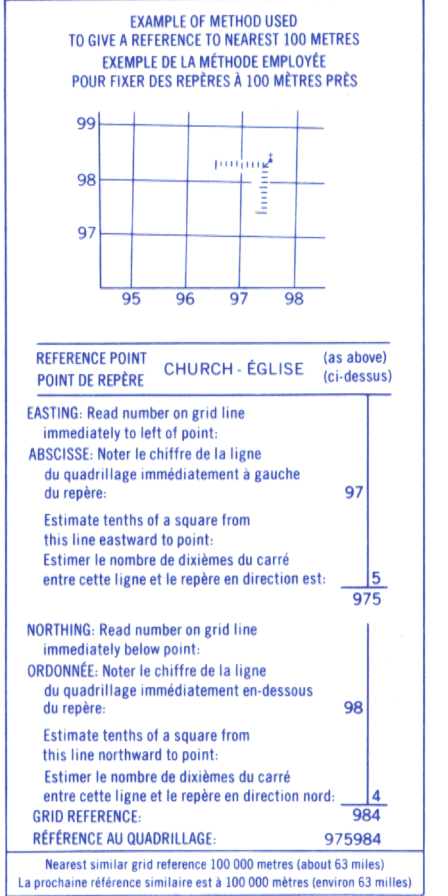 EXAMPLE OF METHOD USED
TO GIVE A REFERENCE TO NEAREST 100 METRES
EXEMPLE DE LA MÉTHODE EMPLOYÉE
POUR FIXER DES REPÈRES À 100 MÈTRES PRÈS
99
98
97
95 96 97 98
REFERENCE POINT
POINT DE REPÈRE
CHURCH - ÉGLISE
(as above)
(ci-dessus)
EASTING: Read number on grid line
immediately to left of point:
ABSCISSE: Noter le chiffre de la ligne
du quadrillage immédiatement à gauche
du repère: 97
Estimate tenths of a square from
this line eastward to point:
Estimer le nombre de dixièmes du carré
entre cette ligne et le repère en direction est: 5
975
NORTHING: Read number on grid line
immediately below point:
ORDONNÉE: Noter le chiffre de la ligne
du quadrillage immédiatement en-dessous
du repère: 98
Estimate tenths of a square from
this line northward to point:
Estimer le nombre de dixièmes du carré
entre cette ligne et le repère en direction nord: 4
GRID REFERENCE: 984
RÉFÉRENCE AU QUADRILLAGE: 975984
Nearest similar grid reference 100 000 metres (about 63 miles)
La prochaine référence similaire est à 100 000 mètres (environ 63 milles)